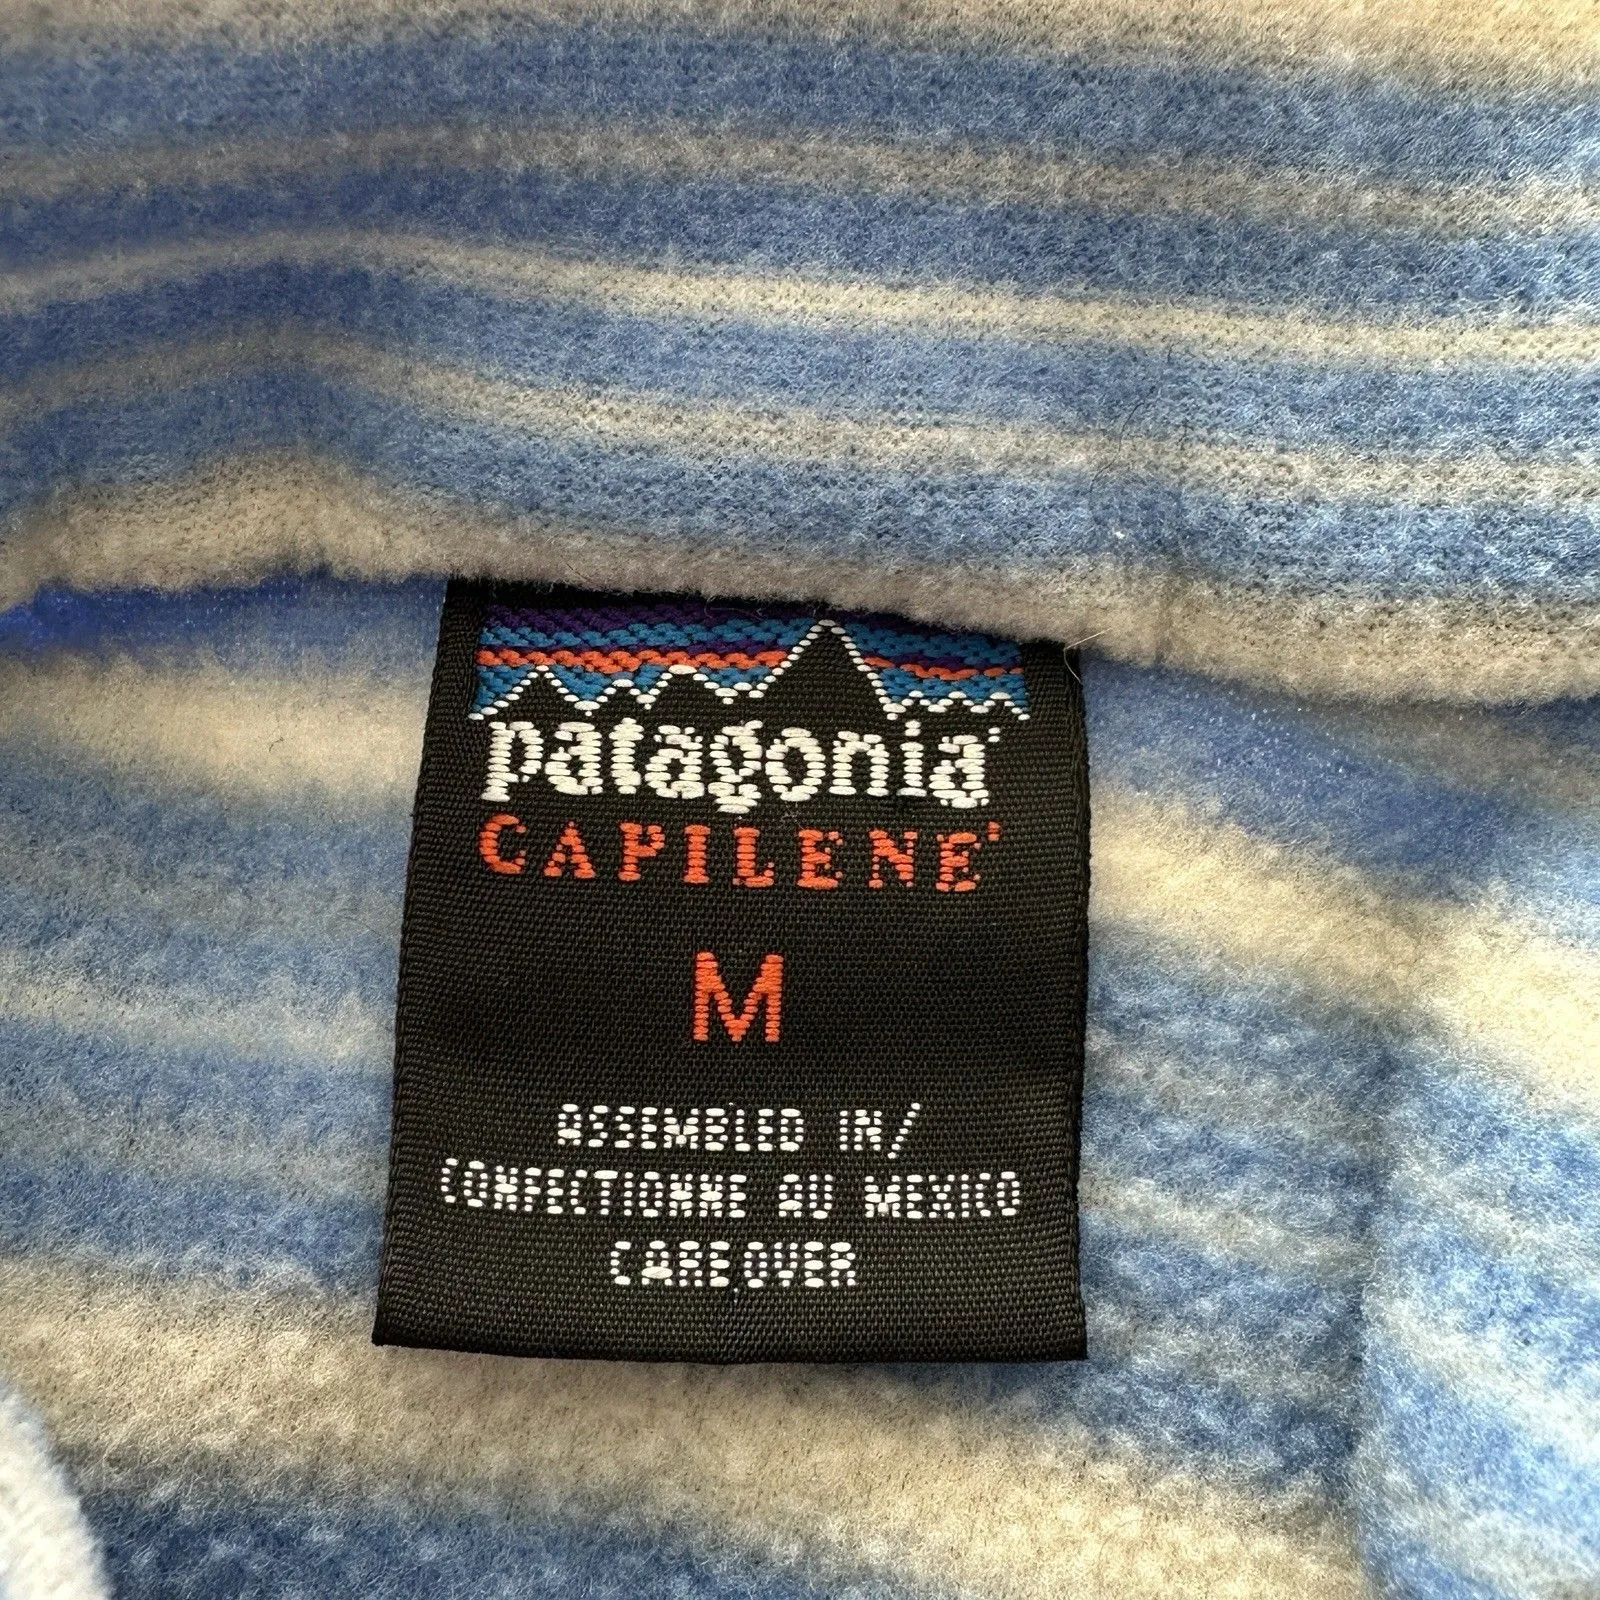 patagonia
CAPILENE
M
ASSEMBLED IN/
CONFECTIONNE AU MEXICO
CARE OVER